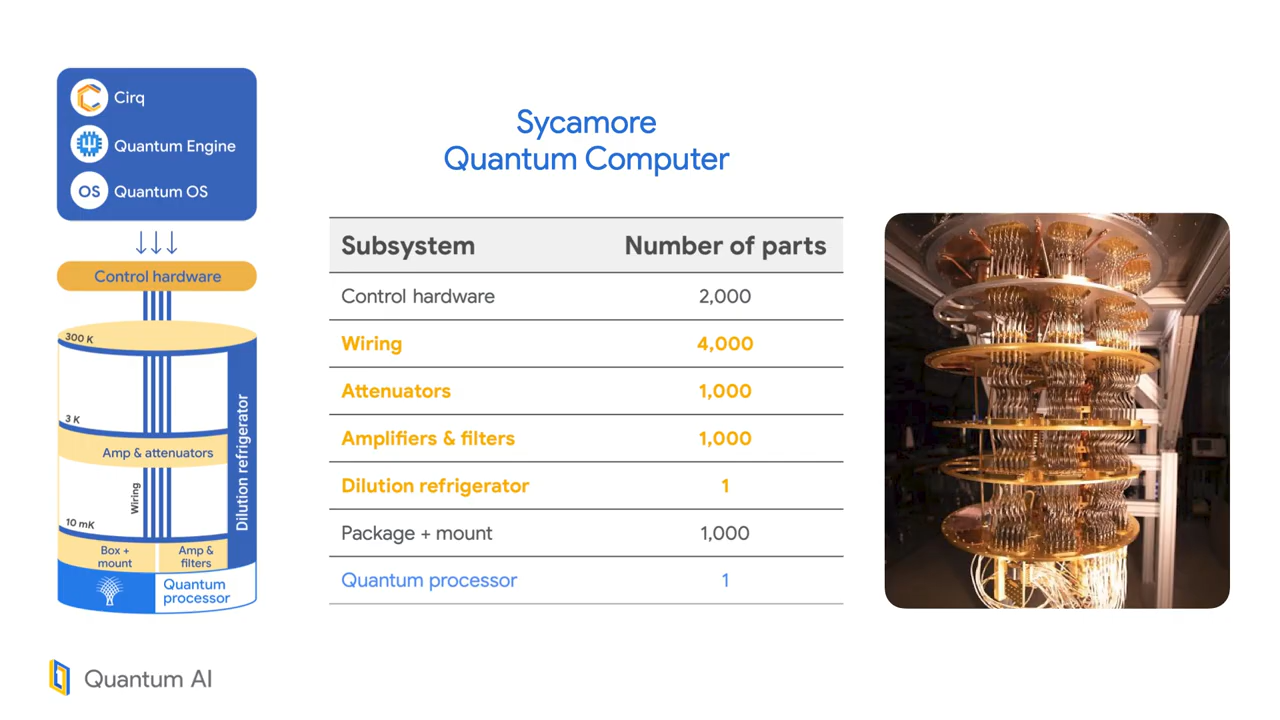 Cirq
Quantum Engine
OS Quantum OS
Control hardware
300 K
3 K
Amp & attenuators
Wiring
Dilution refrigerator
10 mK
Box +
mount
Amp &
filters
Quantum
processor
Sycamore
Quantum Computer
Subsystem Number of parts
Control hardware 2,000
Wiring 4,000
Attenuators 1,000
Amplifiers & filters 1,000
Dilution refrigerator 1
Package + mount 1,000
Quantum processor 1
Quantum AI